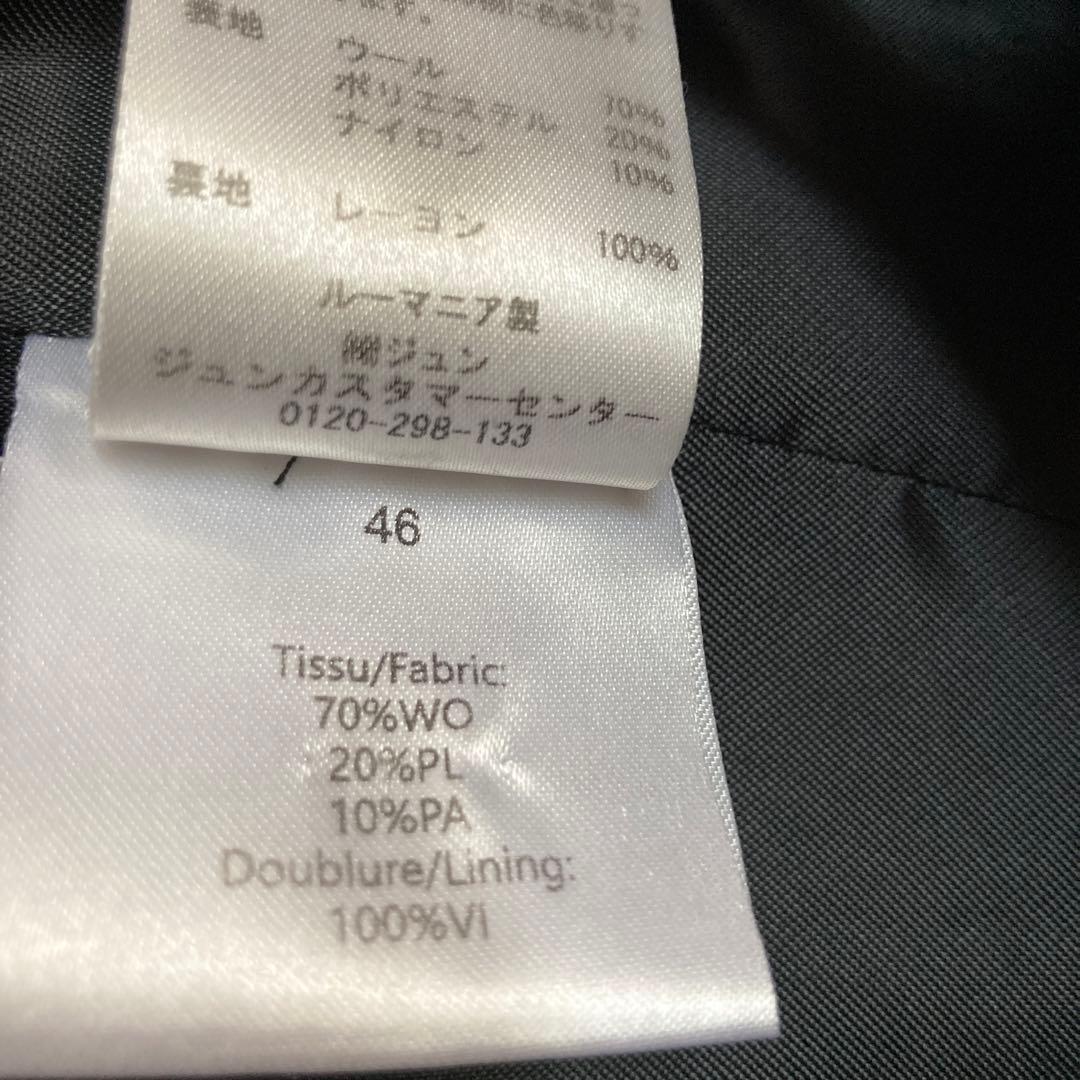 ます。
表地 ウール 70%
ポリエステル 20%
ナイロン 10%
裏地 レーヨン 100%
ルーマニア製
㈱ジュン
ジュンカスタマーセンター
0120-298-133
46
Tissu/Fabric:
70%WO
20%PL
10%PA
Doublure/Lining:
100%VI